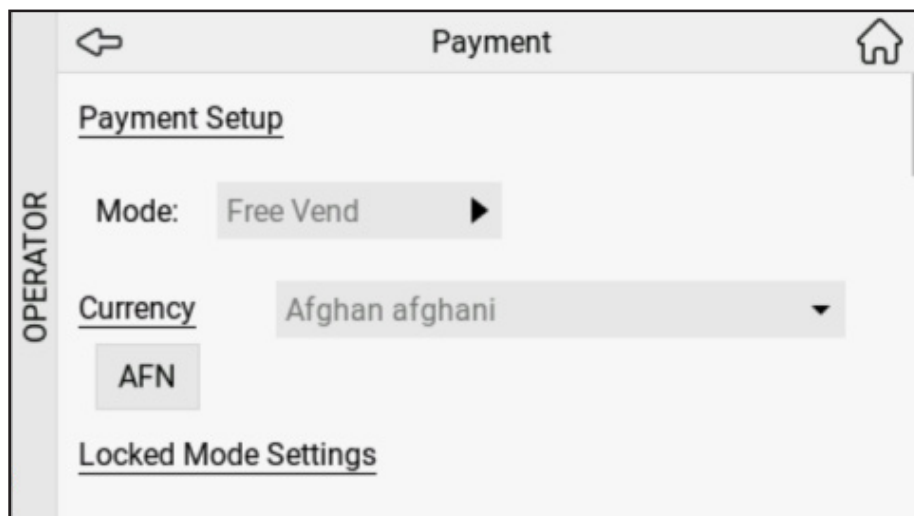 Payment
OPERATOR
Payment Setup
Mode: Free Vend
Currency Afghan afghani
AFN
Locked Mode Settings